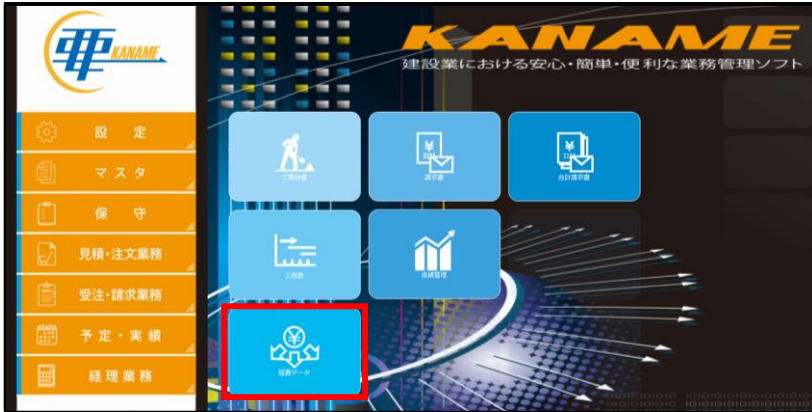 KANAME
KANAME
建設業における安心・簡単・便利な業務管理ソフト
設 定
マスタ
保 守
見積・注文業務
受注・請求業務
予定・実績
経理業務
工事台帳
請求書
合計請求書
工程表
成績管理
経費データ